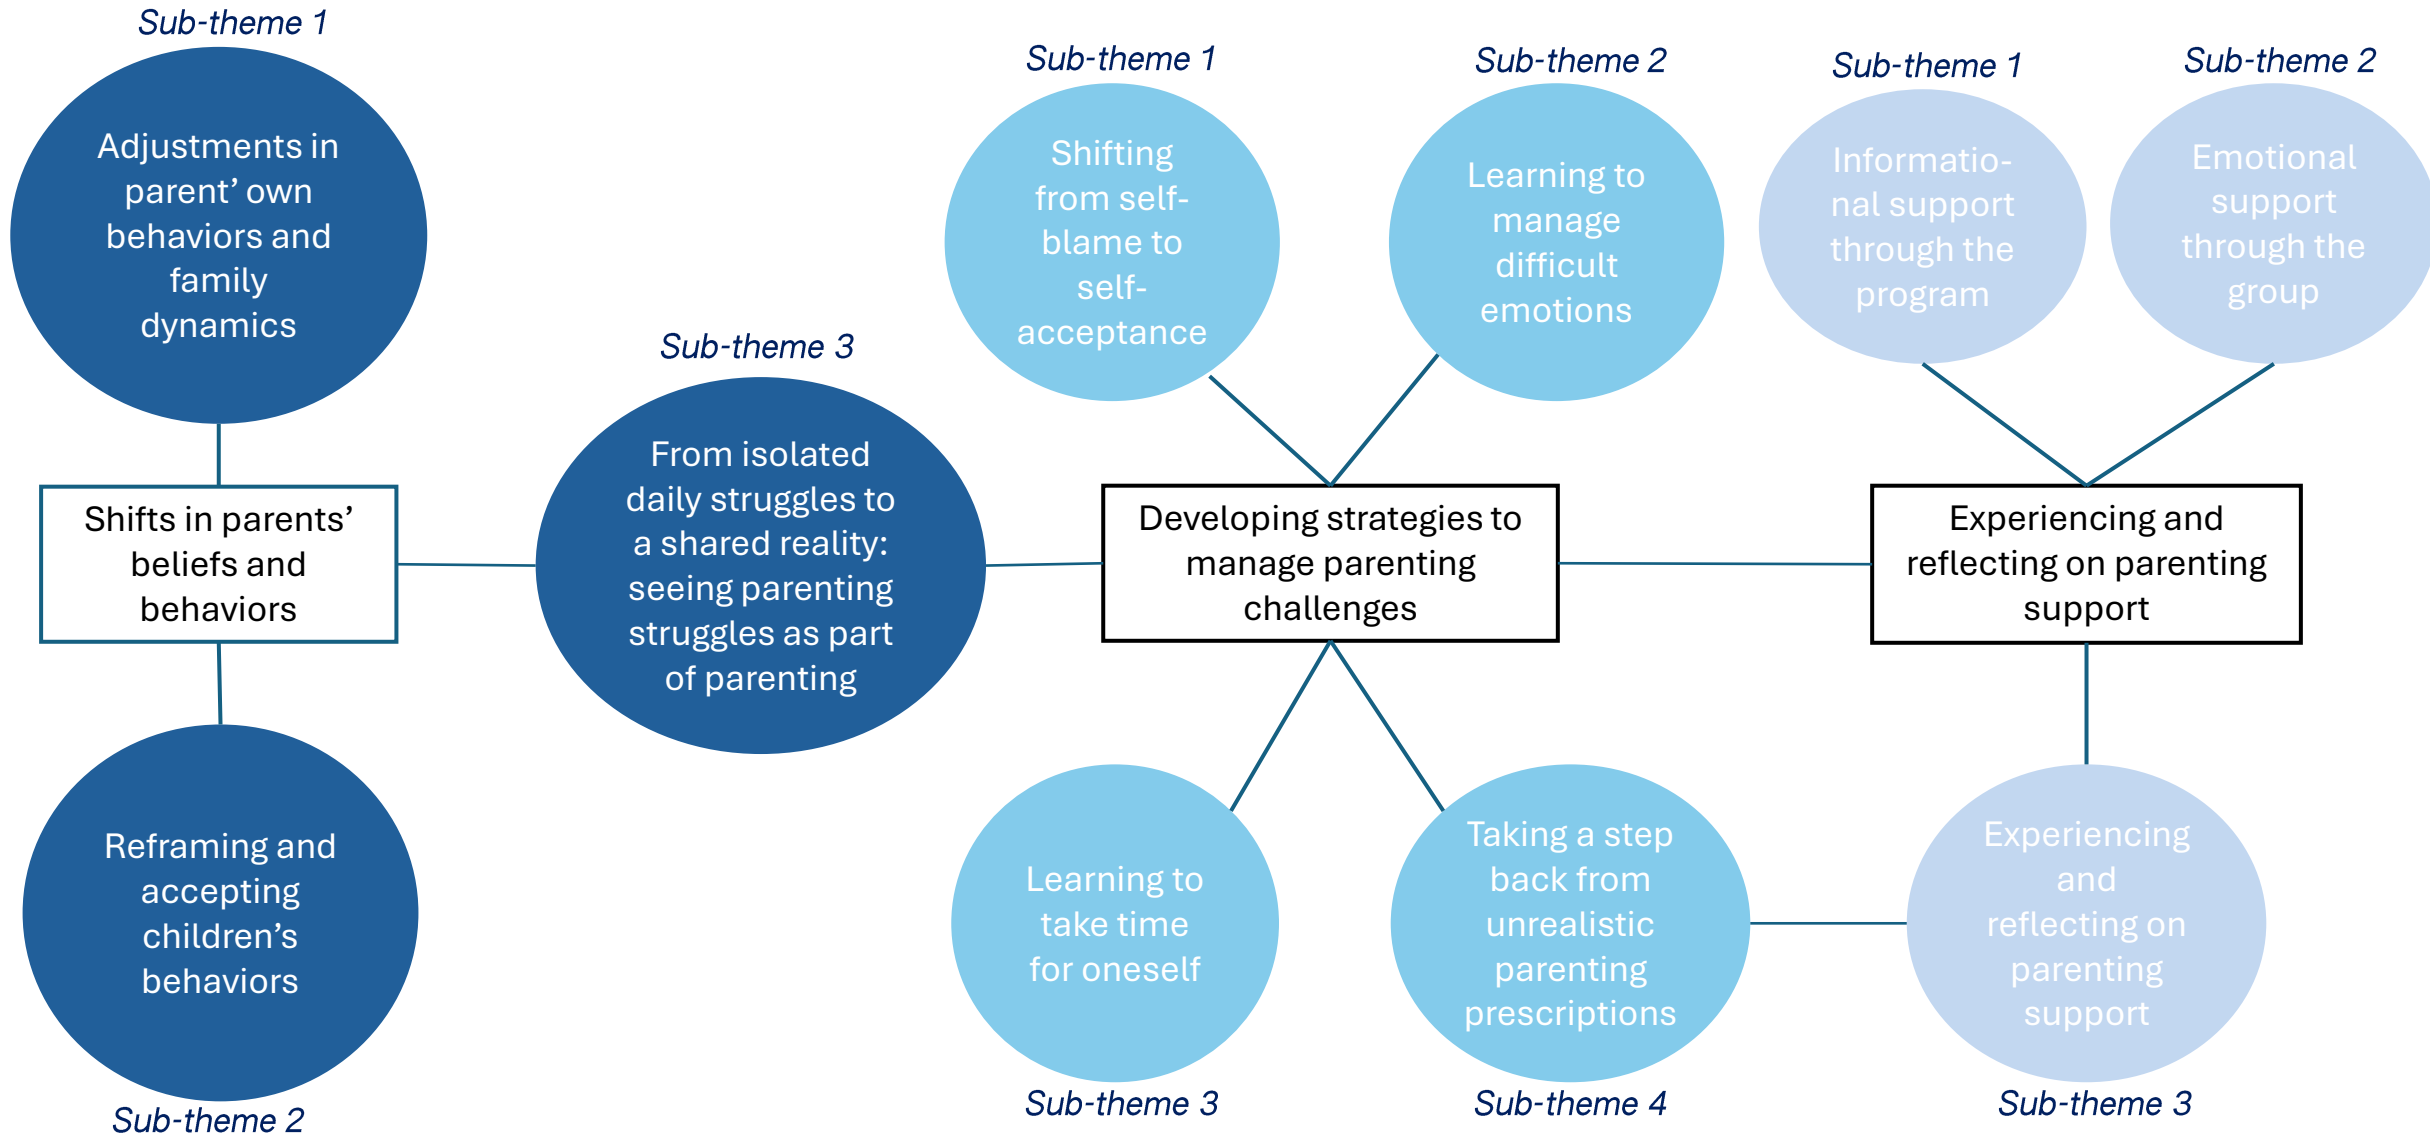 Sub-theme 1
Adjustments in
parent’ own
behaviors and
family
dynamics
Shifts in parents’
beliefs and
behaviors
Reframing and
accepting
children’s
behaviors
Sub-theme 2
Sub-theme 3
From isolated
daily struggles to
a shared reality:
seeing parenting
struggles as part
of parenting
Sub-theme 1
Shifting
from self-
blame to
self-
acceptance
Sub-theme 2
Learning to
manage
difficult
emotions
Developing strategies to
manage parenting
challenges
Learning to
take time
for oneself
Sub-theme 3
Taking a step
back from
unrealistic
parenting
prescriptions
Sub-theme 4
Sub-theme 1
Informatio-
nal support
through the
program
Sub-theme 2
Emotional
support
through the
group
Experiencing and
reflecting on parenting
support
Experiencing
and
reflecting on
parenting
support
Sub-theme 3